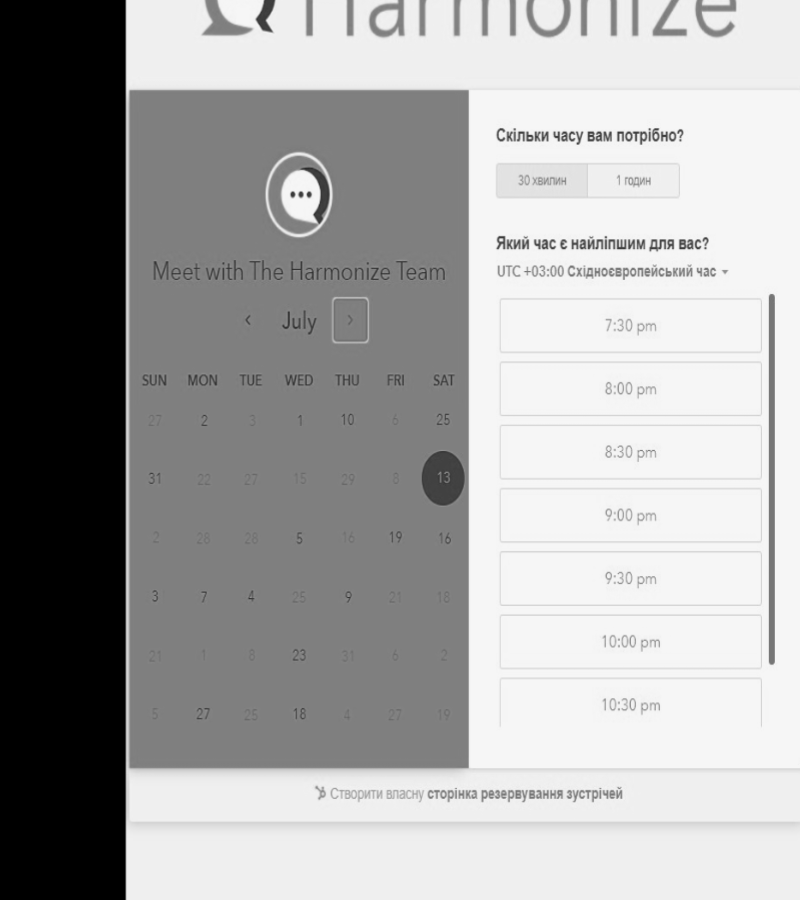 Harmonize
Meet with The Harmonize Team
July
SUN MON TUE WED THU FRI SAT
27 2 3 1 10 6 25
31 22 27 15 29 8 13
2 28 28 5 16 19 16
3 7 4 25 9 21 18
21 1 8 23 31 6 2
5 27 25 18 4 27 19
Скільки часу вам потрібно?
30 хвилин 1 годин
Який час є найліпшим для вас?
UTC +03:00 Східноєвропейський час
7:30 pm
8:00 pm
8:30 pm
9:00 pm
9:30 pm
10:00 pm
10:30 pm
Створити власну сторінка резервування зустрічей